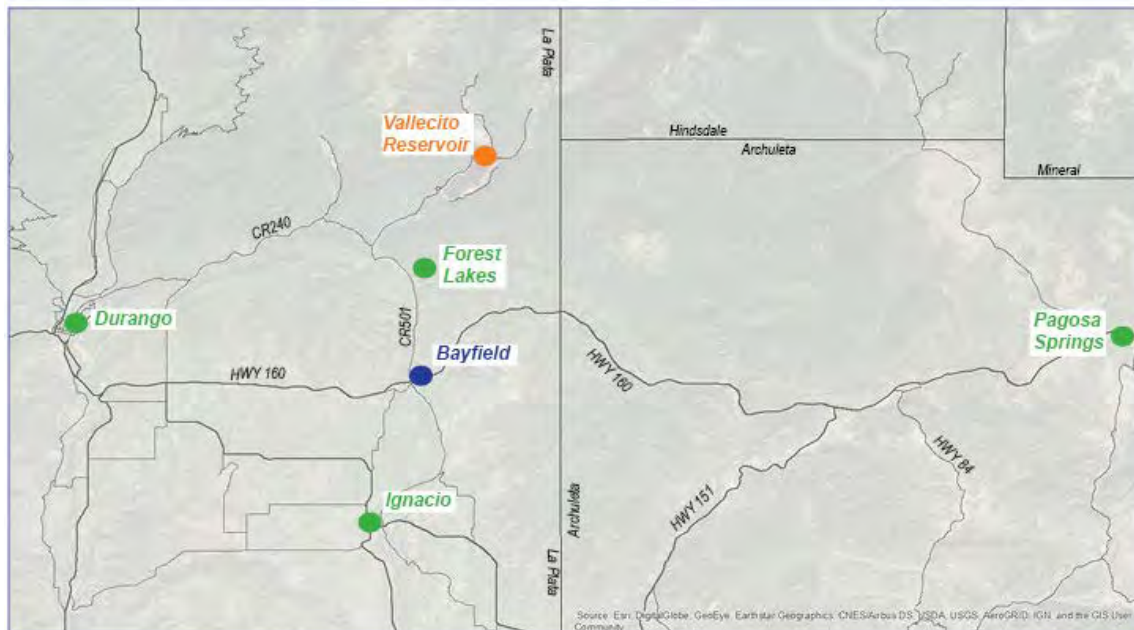 La Plata
Vallecito
Reservoir
Hindsdale
Archuleta
Mineral
CR240
Forest
Lakes
Durango
CR501
Pagosa
Springs
Bayfield
HWY 160
HWY 160
HWY 84
Ignacio
HWY 151
Archuleta
La Plata
Source: Esri, DigitalGlobe, GeoEye, Earthstar Geographics, CNES/Airbus DS, USDA, USGS, AeroGRID, IGN, and the GIS User
Community